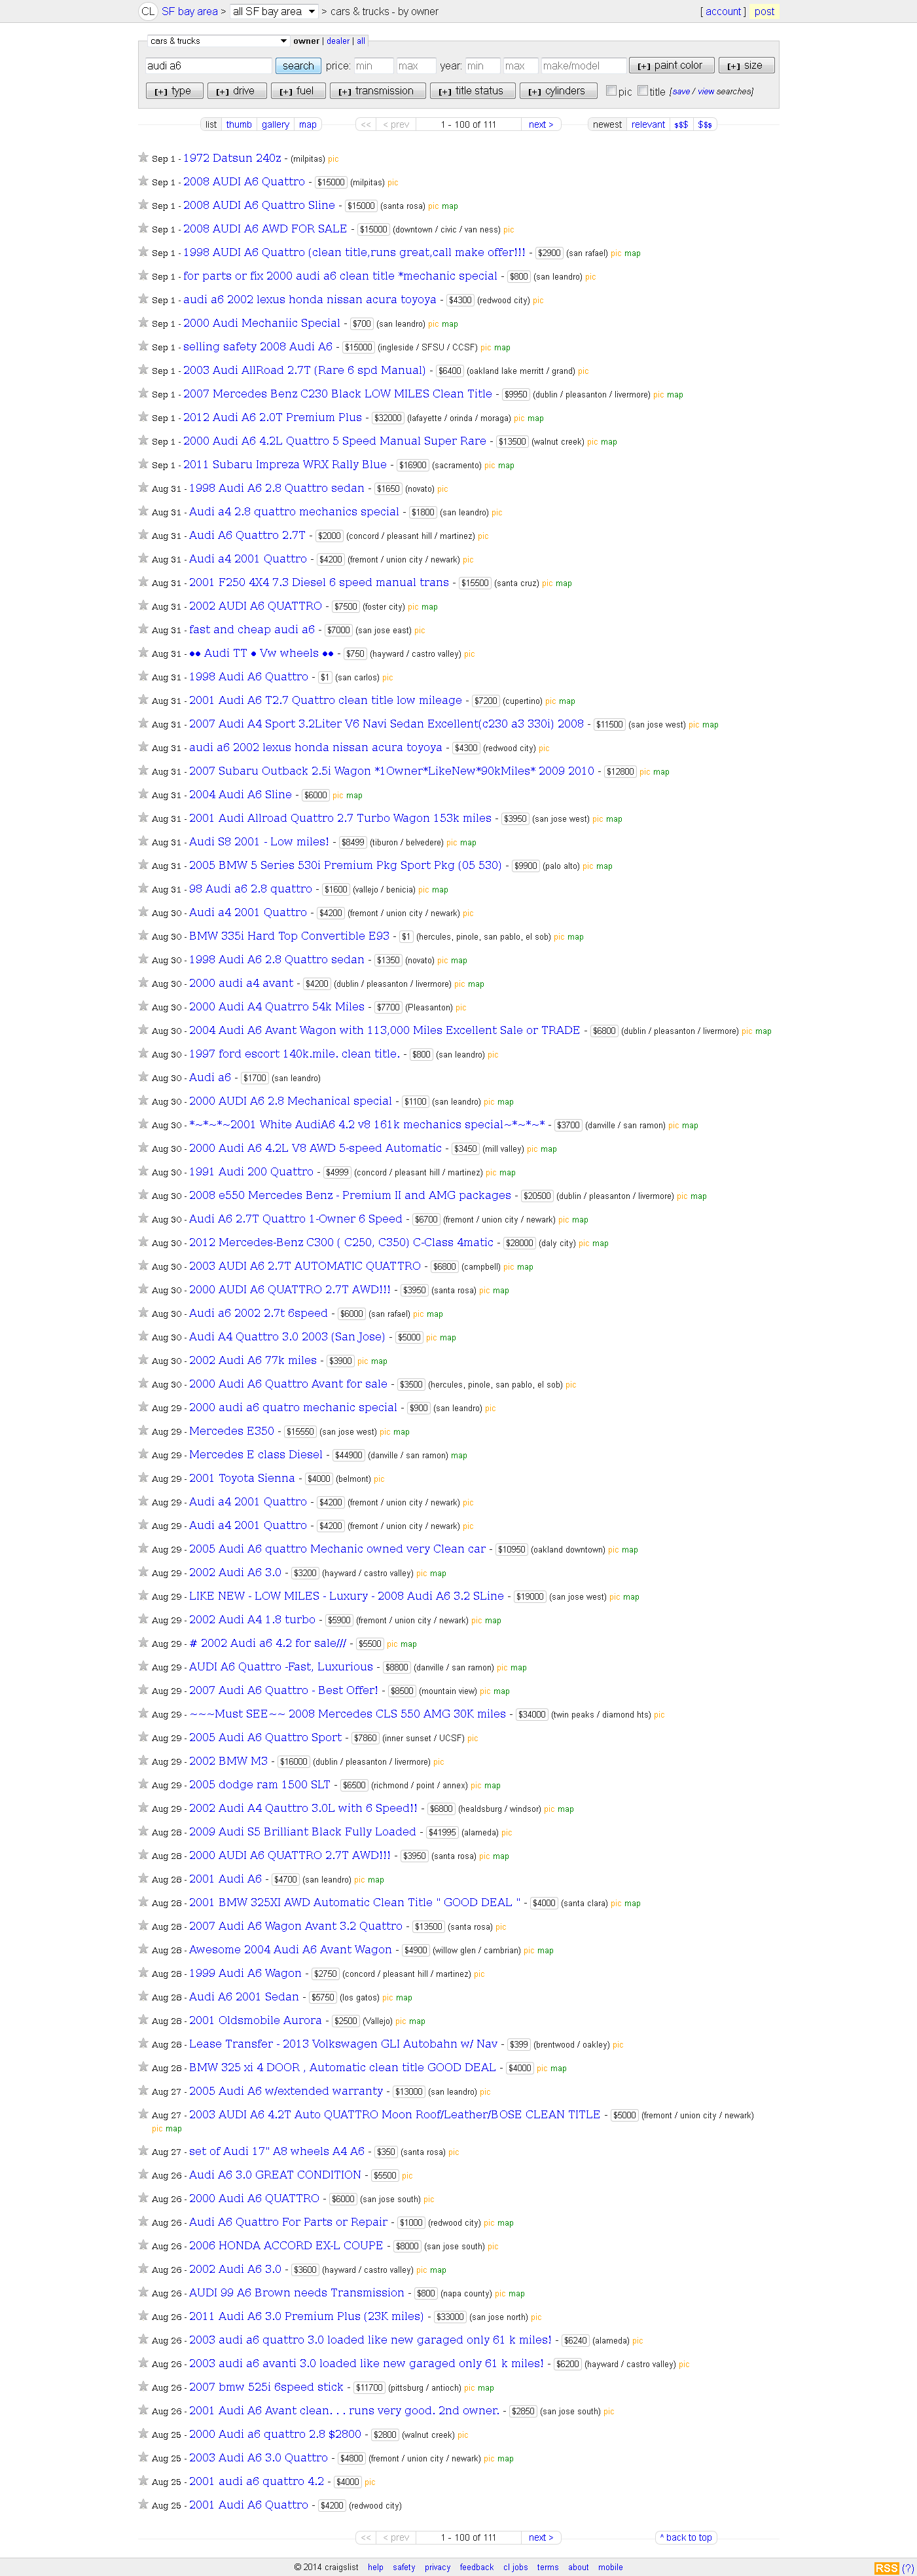 CL SF bay area > all SF bay area > cars & trucks - by owner [ account ] post
cars & trucks owner | dealer | all
audi a6 search price: min max year: min max make/model [+] paint color [+] size
[+] type [+] drive [+] fuel [+] transmission [+] title status [+] cylinders pic title [save / view searches]
list thumb gallery map << < prev 1 - 100 of 111 next > newest relevant $$$ $$$
Sep 1 - 1972 Datsun 240z - (milpitas) pic
Sep 1 - 2008 AUDI A6 Quattro - $15000 (milpitas) pic
Sep 1 - 2008 AUDI A6 Quattro Sline - $15000 (santa rosa) pic map
Sep 1 - 2008 AUDI A6 AWD FOR SALE - $15000 (downtown / civic / van ness) pic
Sep 1 - 1998 AUDI A6 Quattro (clean title,runs great,call make offer!!! - $2900 (san rafael) pic map
Sep 1 - for parts or fix 2000 audi a6 clean title *mechanic special - $800 (san leandro) pic
Sep 1 - audi a6 2002 lexus honda nissan acura toyoya - $4300 (redwood city) pic
Sep 1 - 2000 Audi Mechaniic Special - $700 (san leandro) pic map
Sep 1 - selling safety 2008 Audi A6 - $15000 (ingleside / SFSU / CCSF) pic map
Sep 1 - 2003 Audi AllRoad 2.7T (Rare 6 spd Manual) - $6400 (oakland lake merritt / grand) pic
Sep 1 - 2007 Mercedes Benz C230 Black LOW MILES Clean Title - $9950 (dublin / pleasanton / livermore) pic map
Sep 1 - 2012 Audi A6 2.0T Premium Plus - $32000 (lafayette / orinda / moraga) pic map
Sep 1 - 2000 Audi A6 4.2L Quattro 5 Speed Manual Super Rare - $13500 (walnut creek) pic map
Sep 1 - 2011 Subaru Impreza WRX Rally Blue - $16900 (sacramento) pic map
Aug 31 - 1998 Audi A6 2.8 Quattro sedan - $1650 (novato) pic
Aug 31 - Audi a4 2.8 quattro mechanics special - $1800 (san leandro) pic
Aug 31 - Audi A6 Quattro 2.7T - $2000 (concord / pleasant hill / martinez) pic
Aug 31 - Audi a4 2001 Quattro - $4200 (fremont / union city / newark) pic
Aug 31 - 2001 F250 4X4 7.3 Diesel 6 speed manual trans - $15500 (santa cruz) pic map
Aug 31 - 2002 AUDI A6 QUATTRO - $7500 (foster city) pic map
Aug 31 - fast and cheap audi a6 - $7000 (san jose east) pic
Aug 31 - ●● Audi TT ● Vw wheels ●● - $750 (hayward / castro valley) pic
Aug 31 - 1998 Audi A6 Quattro - $1 (san carlos) pic
Aug 31 - 2001 Audi A6 T2.7 Quattro clean title low mileage - $7200 (cupertino) pic map
Aug 31 - 2007 Audi A4 Sport 3.2Liter V6 Navi Sedan Excellent(c230 a3 330i) 2008 - $11500 (san jose west) pic map
Aug 31 - audi a6 2002 lexus honda nissan acura toyoya - $4300 (redwood city) pic
Aug 31 - 2007 Subaru Outback 2.5i Wagon *1Owner*LikeNew*90kMiles* 2009 2010 - $12800 pic map
Aug 31 - 2004 Audi A6 Sline - $6000 pic map
Aug 31 - 2001 Audi Allroad Quattro 2.7 Turbo Wagon 153k miles - $3950 (san jose west) pic map
Aug 31 - Audi S8 2001 - Low miles! - $8499 (tiburon / belvedere) pic map
Aug 31 - 2005 BMW 5 Series 530i Premium Pkg Sport Pkg (05 530) - $9900 (palo alto) pic map
Aug 31 - 98 Audi a6 2.8 quattro - $1600 (vallejo / benicia) pic map
Aug 30 - Audi a4 2001 Quattro - $4200 (fremont / union city / newark) pic
Aug 30 - BMW 335i Hard Top Convertible E93 - $1 (hercules, pinole, san pablo, el sob) pic map
Aug 30 - 1998 Audi A6 2.8 Quattro sedan - $1350 (novato) pic map
Aug 30 - 2000 audi a4 avant - $4200 (dublin / pleasanton / livermore) pic map
Aug 30 - 2000 Audi A4 Quatrro 54k Miles - $7700 (Pleasanton) pic
Aug 30 - 2004 Audi A6 Avant Wagon with 113,000 Miles Excellent Sale or TRADE - $6800 (dublin / pleasanton / livermore) pic map
Aug 30 - 1997 ford escort 140k.mile. clean title. - $800 (san leandro) pic
Aug 30 - Audi a6 - $1700 (san leandro)
Aug 30 - 2000 AUDI A6 2.8 Mechanical special - $1100 (san leandro) pic map
Aug 30 - *~*~*~2001 White AudiA6 4.2 v8 161k mechanics special~*~*~* - $3700 (danville / san ramon) pic map
Aug 30 - 2000 Audi A6 4.2L V8 AWD 5-speed Automatic - $3450 (mill valley) pic map
Aug 30 - 1991 Audi 200 Quattro - $4999 (concord / pleasant hill / martinez) pic map
Aug 30 - 2008 e550 Mercedes Benz - Premium II and AMG packages - $20500 (dublin / pleasanton / livermore) pic map
Aug 30 - Audi A6 2.7T Quattro 1-Owner 6 Speed - $6700 (fremont / union city / newark) pic map
Aug 30 - 2012 Mercedes-Benz C300 ( C250, C350) C-Class 4matic - $28000 (daly city) pic map
Aug 30 - 2003 AUDI A6 2.7T AUTOMATIC QUATTRO - $6800 (campbell) pic map
Aug 30 - 2000 AUDI A6 QUATTRO 2.7T AWD!!! - $3950 (santa rosa) pic map
Aug 30 - Audi a6 2002 2.7t 6speed - $6000 (san rafael) pic map
Aug 30 - Audi A4 Quattro 3.0 2003 (San Jose) - $5000 pic map
Aug 30 - 2002 Audi A6 77k miles - $3900 pic map
Aug 30 - 2000 Audi A6 Quattro Avant for sale - $3500 (hercules, pinole, san pablo, el sob) pic
Aug 29 - 2000 audi a6 quatro mechanic special - $900 (san leandro) pic
Aug 29 - Mercedes E350 - $15550 (san jose west) pic map
Aug 29 - Mercedes E class Diesel - $44900 (danville / san ramon) map
Aug 29 - 2001 Toyota Sienna - $4000 (belmont) pic
Aug 29 - Audi a4 2001 Quattro - $4200 (fremont / union city / newark) pic
Aug 29 - Audi a4 2001 Quattro - $4200 (fremont / union city / newark) pic
Aug 29 - 2005 Audi A6 quattro Mechanic owned very Clean car - $10950 (oakland downtown) pic map
Aug 29 - 2002 Audi A6 3.0 - $3200 (hayward / castro valley) pic map
Aug 29 - LIKE NEW - LOW MILES - Luxury - 2008 Audi A6 3.2 SLine - $19000 (san jose west) pic map
Aug 29 - 2002 Audi A4 1.8 turbo - $5900 (fremont / union city / newark) pic map
Aug 29 - # 2002 Audi a6 4.2 for sale/// - $5500 pic map
Aug 29 - AUDI A6 Quattro -Fast, Luxurious - $8800 (danville / san ramon) pic map
Aug 29 - 2007 Audi A6 Quattro - Best Offer! - $8500 (mountain view) pic map
Aug 29 - ~~~Must SEE~~ 2008 Mercedes CLS 550 AMG 30K miles - $34000 (twin peaks / diamond hts) pic
Aug 29 - 2005 Audi A6 Quattro Sport - $7860 (inner sunset / UCSF) pic
Aug 29 - 2002 BMW M3 - $16000 (dublin / pleasanton / livermore) pic
Aug 29 - 2005 dodge ram 1500 SLT - $6500 (richmond / point / annex) pic map
Aug 29 - 2002 Audi A4 Qauttro 3.0L with 6 Speed!! - $6800 (healdsburg / windsor) pic map
Aug 28 - 2009 Audi S5 Brilliant Black Fully Loaded - $41995 (alameda) pic
Aug 28 - 2000 AUDI A6 QUATTRO 2.7T AWD!!! - $3950 (santa rosa) pic map
Aug 28 - 2001 Audi A6 - $4700 (san leandro) pic map
Aug 28 - 2001 BMW 325XI AWD Automatic Clean Title " GOOD DEAL " - $4000 (santa clara) pic map
Aug 28 - 2007 Audi A6 Wagon Avant 3.2 Quattro - $13500 (santa rosa) pic
Aug 28 - Awesome 2004 Audi A6 Avant Wagon - $4900 (willow glen / cambrian) pic map
Aug 28 - 1999 Audi A6 Wagon - $2750 (concord / pleasant hill / martinez) pic
Aug 28 - Audi A6 2001 Sedan - $5750 (los gatos) pic map
Aug 28 - 2001 Oldsmobile Aurora - $2500 (Vallejo) pic map
Aug 28 - Lease Transfer - 2013 Volkswagen GLI Autobahn w/ Nav - $399 (brentwood / oakley) pic
Aug 28 - BMW 325 xi 4 DOOR , Automatic clean title GOOD DEAL - $4000 pic map
Aug 27 - 2005 Audi A6 w/extended warranty - $13000 (san leandro) pic
Aug 27 - 2003 AUDI A6 4.2T Auto QUATTRO Moon Roof/Leather/BOSE CLEAN TITLE - $5000 (fremont / union city / newark)
pic map
Aug 27 - set of Audi 17" A8 wheels A4 A6 - $350 (santa rosa) pic
Aug 26 - Audi A6 3.0 GREAT CONDITION - $5500 pic
Aug 26 - 2000 Audi A6 QUATTRO - $6000 (san jose south) pic
Aug 26 - Audi A6 Quattro For Parts or Repair - $1000 (redwood city) pic map
Aug 26 - 2006 HONDA ACCORD EX-L COUPE - $8000 (san jose south) pic
Aug 26 - 2002 Audi A6 3.0 - $3600 (hayward / castro valley) pic map
Aug 26 - AUDI 99 A6 Brown needs Transmission - $800 (napa county) pic map
Aug 26 - 2011 Audi A6 3.0 Premium Plus (23K miles) - $33000 (san jose north) pic
Aug 26 - 2003 audi a6 quattro 3.0 loaded like new garaged only 61 k miles! - $6240 (alameda) pic
Aug 26 - 2003 audi a6 avanti 3.0 loaded like new garaged only 61 k miles! - $6200 (hayward / castro valley) pic
Aug 26 - 2007 bmw 525i 6speed stick - $11700 (pittsburg / antioch) pic map
Aug 26 - 2001 Audi A6 Avant clean. . . runs very good. 2nd owner. - $2850 (san jose south) pic
Aug 25 - 2000 Audi a6 quattro 2.8 $2800 - $2800 (walnut creek) pic
Aug 25 - 2003 Audi A6 3.0 Quattro - $4800 (fremont / union city / newark) pic map
Aug 25 - 2001 audi a6 quattro 4.2 - $4000 pic
Aug 25 - 2001 Audi A6 Quattro - $4200 (redwood city)
<< < prev 1 - 100 of 111 next > ^ back to top
© 2014 craigslist help safety privacy feedback cl jobs terms about mobile RSS (?)